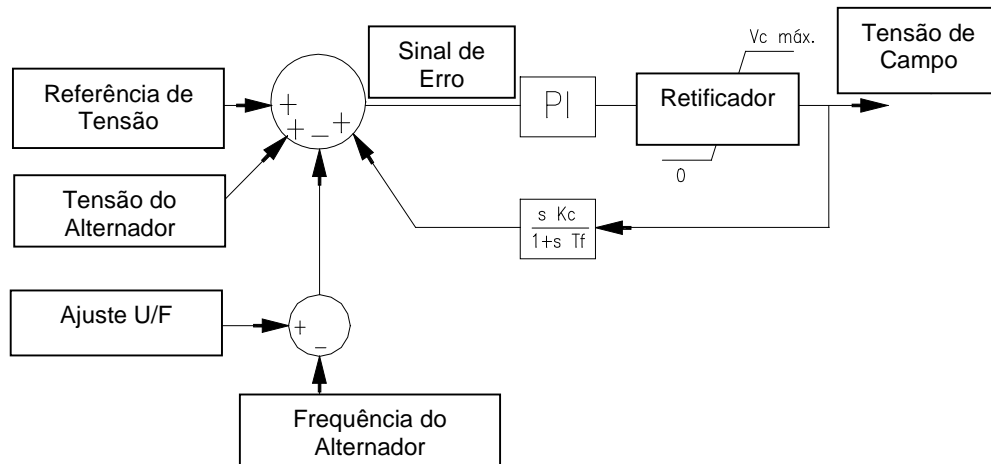 Vc máx.
Tensão de
Campo
Sinal de
Erro
Referência de
Tensão
+
+
–
+
PI
Retificador
0
Tensão do
Alternador
s Kc
1+s Tf
Ajuste U/F
+
–
Frequência do
Alternador